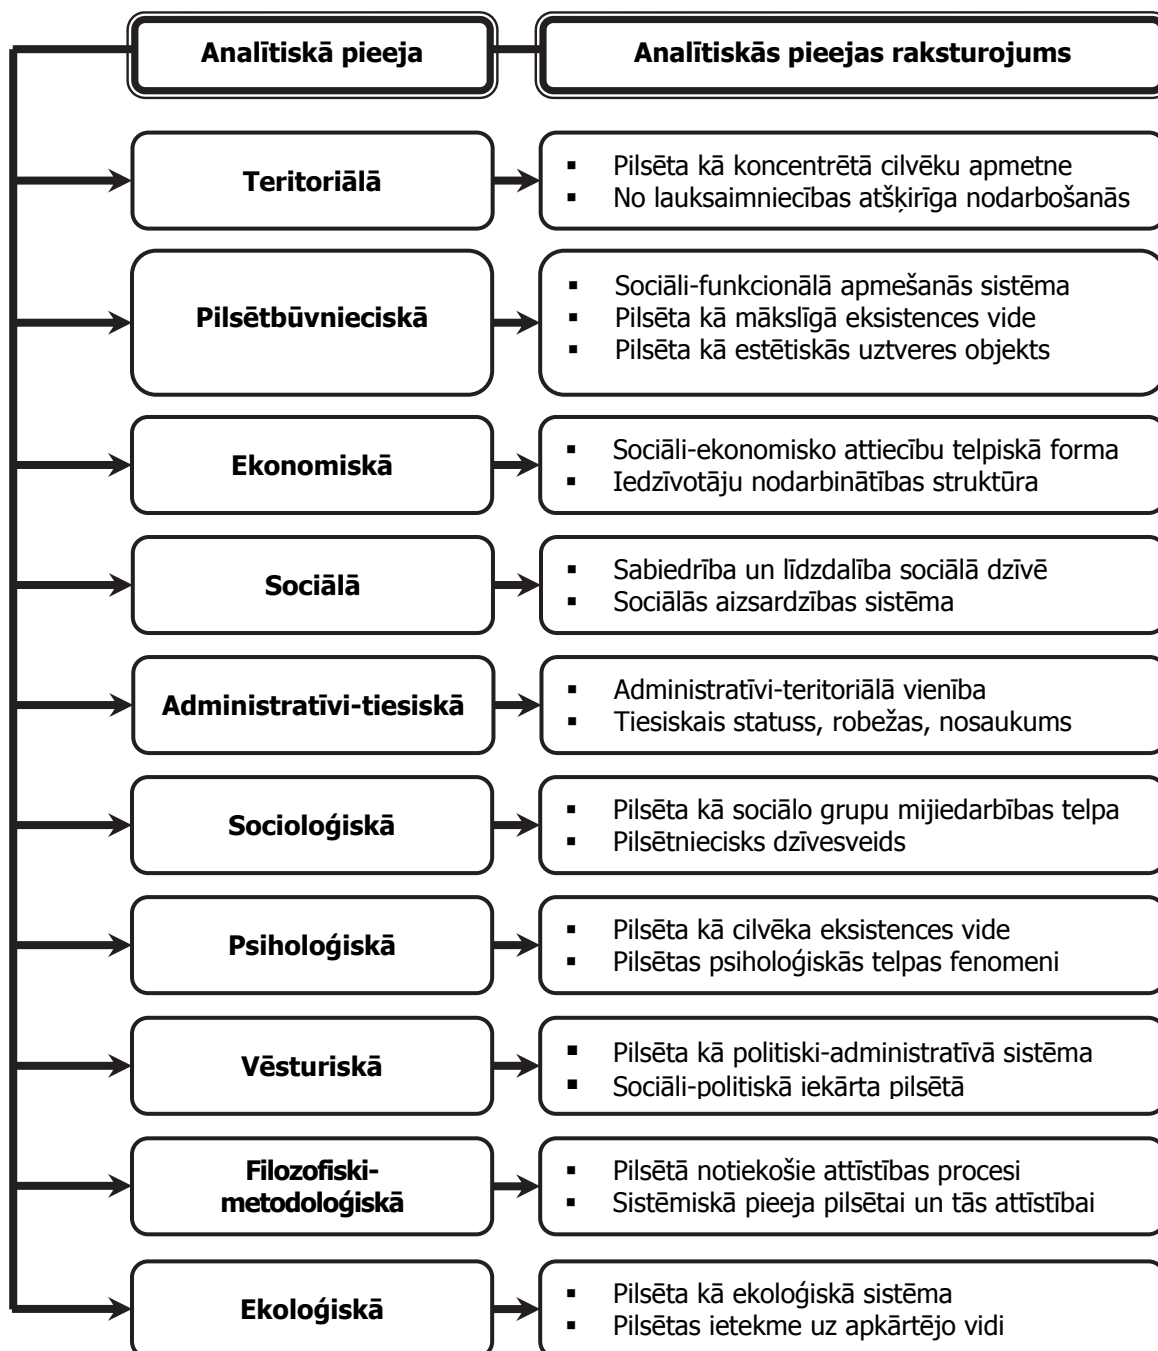 Analītiskā pieeja
Analītiskās pieejas raksturojums
Teritoriālā
▪ Pilsēta kā koncentrētā cilvēku apmetne
▪ No lauksaimniecības atšķirīga nodarbošanās
Pilsētbūvnieciskā
▪ Sociāli-funkcionālā apmešanās sistēma
▪ Pilsēta kā mākslīgā eksistences vide
▪ Pilsēta kā estētiskās uztveres objekts
Ekonomiskā
▪ Sociāli-ekonomisko attiecību telpiskā forma
▪ Iedzīvotāju nodarbinātības struktūra
Sociālā
▪ Sabiedrība un līdzdalība sociālā dzīvē
▪ Sociālās aizsardzības sistēma
Administratīvi-tiesiskā
▪ Administratīvi-teritoriālā vienība
▪ Tiesiskais statuss, robežas, nosaukums
Socioloģiskā
▪ Pilsēta kā sociālo grupu mijiedarbības telpa
▪ Pilsētniecisks dzīvesveids
Psiholoģiskā
▪ Pilsēta kā cilvēka eksistences vide
▪ Pilsētas psiholoģiskās telpas fenomeni
Vēsturiskā
▪ Pilsēta kā politiski-administratīvā sistēma
▪ Sociāli-politiskā iekārta pilsētā
Filozofiski-
metodoloģiskā
▪ Pilsētā notiekošie attīstības procesi
▪ Sistēmiskā pieeja pilsētai un tās attīstībai
Ekoloģiskā
▪ Pilsēta kā ekoloģiskā sistēma
▪ Pilsētas ietekme uz apkārtējo vidi